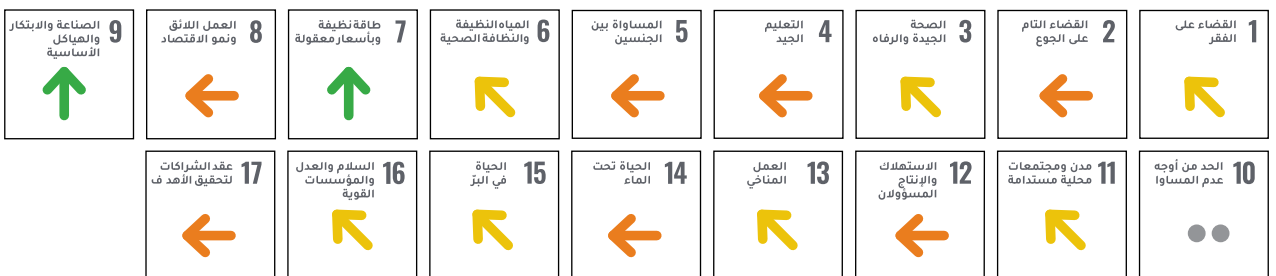 1 القضاء على
الفقر
2 القضاء التام
على الجوع
3 الصحة
الجيدة والرفاه
4 التعليم
الجيد
5 المساواة بين
الجنسين
6 المياه النظيفة
والنظافة الصحية
7 طاقة نظيفة
وبأسعار معقولة
8 العمل اللائق
ونمو الاقتصاد
9 الصناعة والابتكار
والهياكل
الأساسية
10 الحد من أوجه
عدم المساوا
11 مدن ومجتمعات
محلية مستدامة
12 الاستهلاك
والإنتاج
المسؤولان
13 العمل
المناخي
14 الحياة تحت
الماء
15 الحياة
في البرّ
16 السلام والعدل
والمؤسسات
القوية
17 عقد الشراكات
لتحقيق الأهد ف